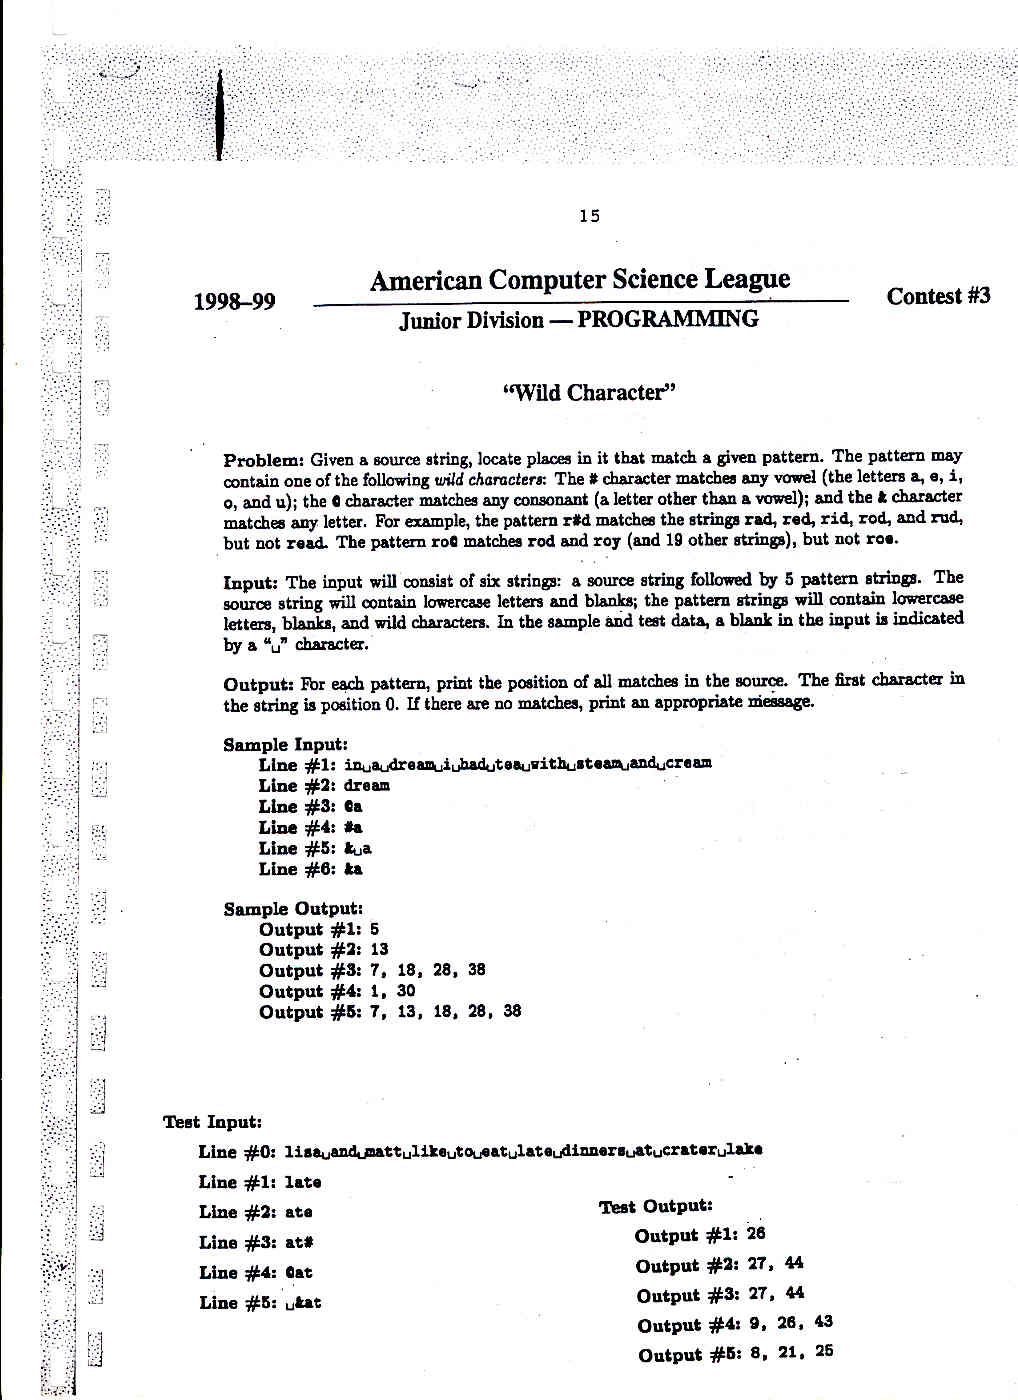 15
American Computer Science League
1998–99
Contest #3
Junior Division — PROGRAMMING
“Wild Character”
Problem: Given a source string, locate places in it that match a given pattern. The pattern may
contain one of the following wild characters: The # character matches any vowel (the letters a, e, i,
o, and u); the @ character matches any consonant (a letter other than a vowel); and the & character
matches any letter. For example, the pattern r#d matches the strings rad, red, rid, rod, and rud,
but not read. The pattern ro@ matches rod and roy (and 19 other strings), but not roe.
Input: The input will consist of six strings: a source string followed by 5 pattern strings. The
source string will contain lowercase letters and blanks; the pattern strings will contain lowercase
letters, blanks, and wild characters. In the sample and test data, a blank in the input is indicated
by a “␣” character.
Output: For each pattern, print the position of all matches in the source. The first character in
the string is position 0. If there are no matches, print an appropriate message.
Sample Input:
Line #1: in␣a␣dream␣i␣had␣tea␣with␣steam␣and␣cream
Line #2: dream
Line #3: @a
Line #4: #a
Line #5: &␣a
Line #6: &a
Sample Output:
Output #1: 5
Output #2: 13
Output #3: 7, 18, 28, 38
Output #4: 1, 30
Output #5: 7, 13, 18, 28, 38
Test Input:
Line #0: lisa␣and␣matt␣like␣to␣eat␣late␣dinners␣at␣crater␣lake
Line #1: late
Line #2: ate
Line #3: at#
Line #4: @at
Line #5: ␣&at
Test Output:
Output #1: 26
Output #2: 27, 44
Output #3: 27, 44
Output #4: 9, 26, 43
Output #5: 8, 21, 25